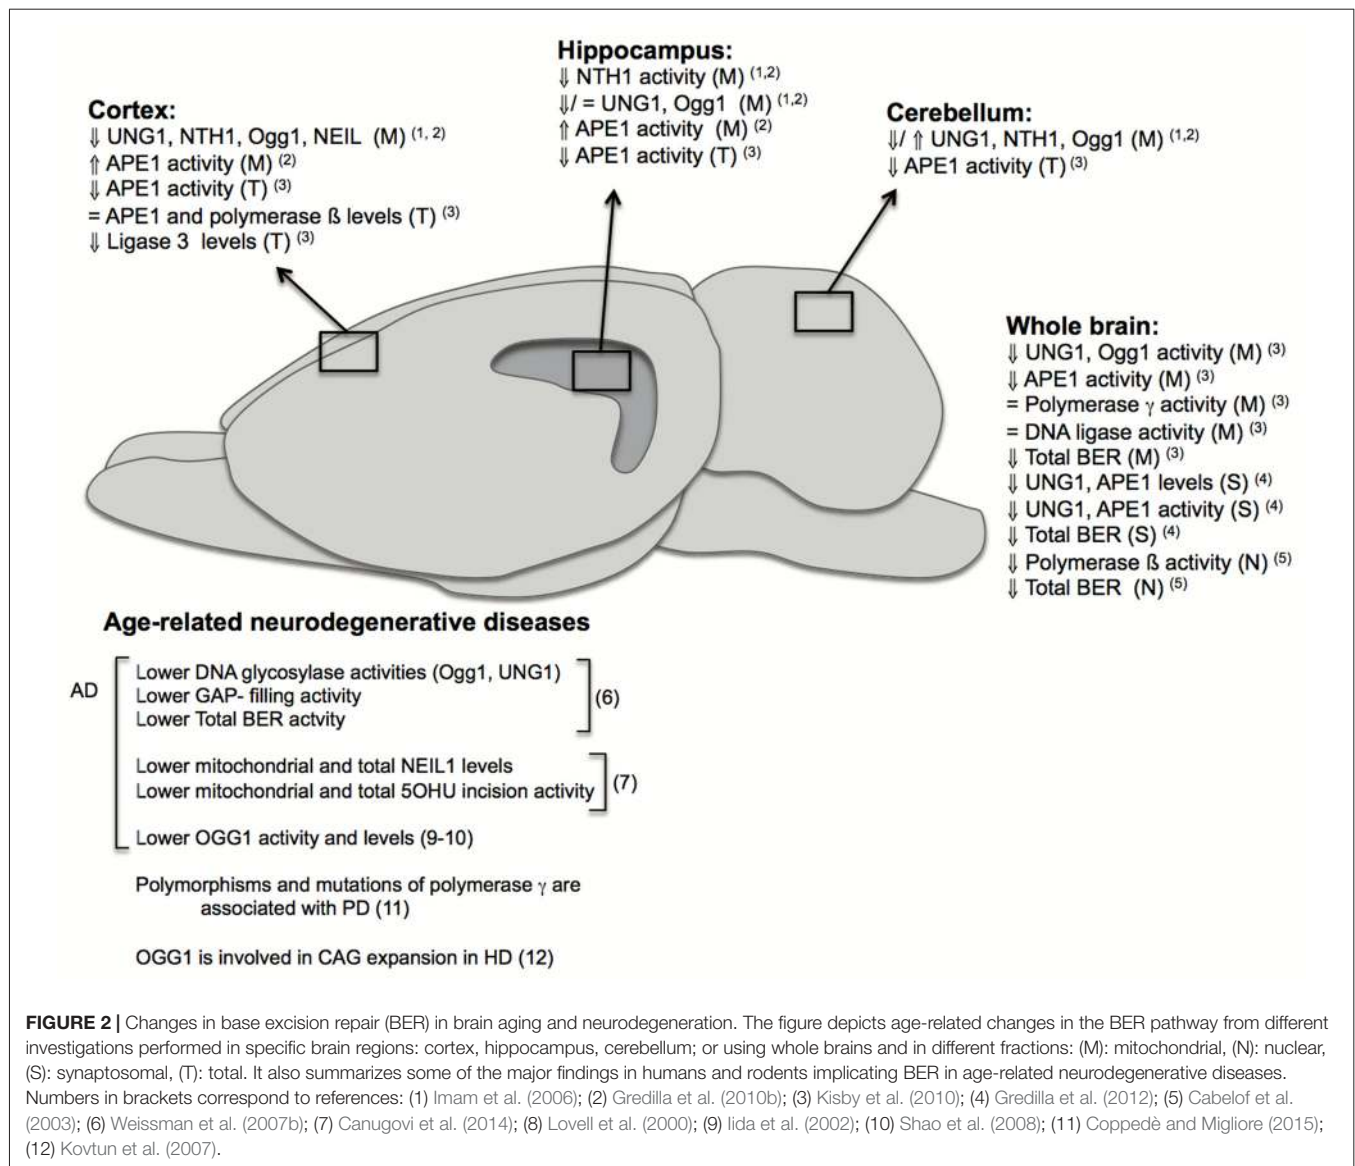 Hippocampus:
⇓ NTH1 activity (M) (1,2)
⇓/ = UNG1, Ogg1 (M) (1,2)
⇑ APE1 activity (M) (2)
⇓ APE1 activity (T) (3)
Cortex:
⇓ UNG1, NTH1, Ogg1, NEIL (M) (1, 2)
⇑ APE1 activity (M) (2)
⇓ APE1 activity (T) (3)
= APE1 and polymerase ß levels (T) (3)
⇓ Ligase 3 levels (T) (3)
Cerebellum:
⇓/ ⇑ UNG1, NTH1, Ogg1 (M) (1,2)
⇓ APE1 activity (T) (3)
Whole brain:
⇓ UNG1, Ogg1 activity (M) (3)
⇓ APE1 activity (M) (3)
= Polymerase γ activity (M) (3)
= DNA ligase activity (M) (3)
⇓ Total BER (M) (3)
⇓ UNG1, APE1 levels (S) (4)
⇓ UNG1, APE1 activity (S) (4)
⇓ Total BER (S) (4)
⇓ Polymerase ß activity (N) (5)
⇓ Total BER (N) (5)
Age-related neurodegenerative diseases
AD
Lower DNA glycosylase activities (Ogg1, UNG1)
Lower GAP- filling activity
Lower Total BER actvity
(6)
Lower mitochondrial and total NEIL1 levels
Lower mitochondrial and total 5OHU incision activity
(7)
Lower OGG1 activity and levels (9-10)
Polymorphisms and mutations of polymerase γ are
associated with PD (11)
OGG1 is involved in CAG expansion in HD (12)
FIGURE 2 | Changes in base excision repair (BER) in brain aging and neurodegeneration. The figure depicts age-related changes in the BER pathway from different
investigations performed in specific brain regions: cortex, hippocampus, cerebellum; or using whole brains and in different fractions: (M): mitochondrial, (N): nuclear,
(S): synaptosomal, (T): total. It also summarizes some of the major findings in humans and rodents implicating BER in age-related neurodegenerative diseases.
Numbers in brackets correspond to references: (1) Imam et al. (2006); (2) Gredilla et al. (2010b); (3) Kisby et al. (2010); (4) Gredilla et al. (2012); (5) Cabelof et al.
(2003); (6) Weissman et al. (2007b); (7) Canugovi et al. (2014); (8) Lovell et al. (2000); (9) Iida et al. (2002); (10) Shao et al. (2008); (11) Coppedè and Migliore (2015);
(12) Kovtun et al. (2007).